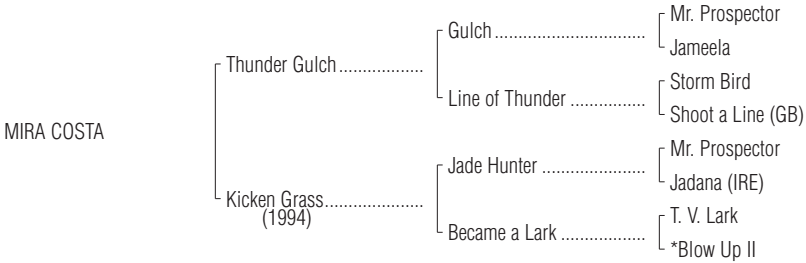 Mr. Prospector
Gulch
Jameela
Thunder Gulch
Storm Bird
Line of Thunder
Shoot a Line (GB)
MIRA COSTA
Mr. Prospector
Jade Hunter
Jadana (IRE)
Kicken Grass
(1994)
T. V. Lark
Became a Lark
*Blow Up II